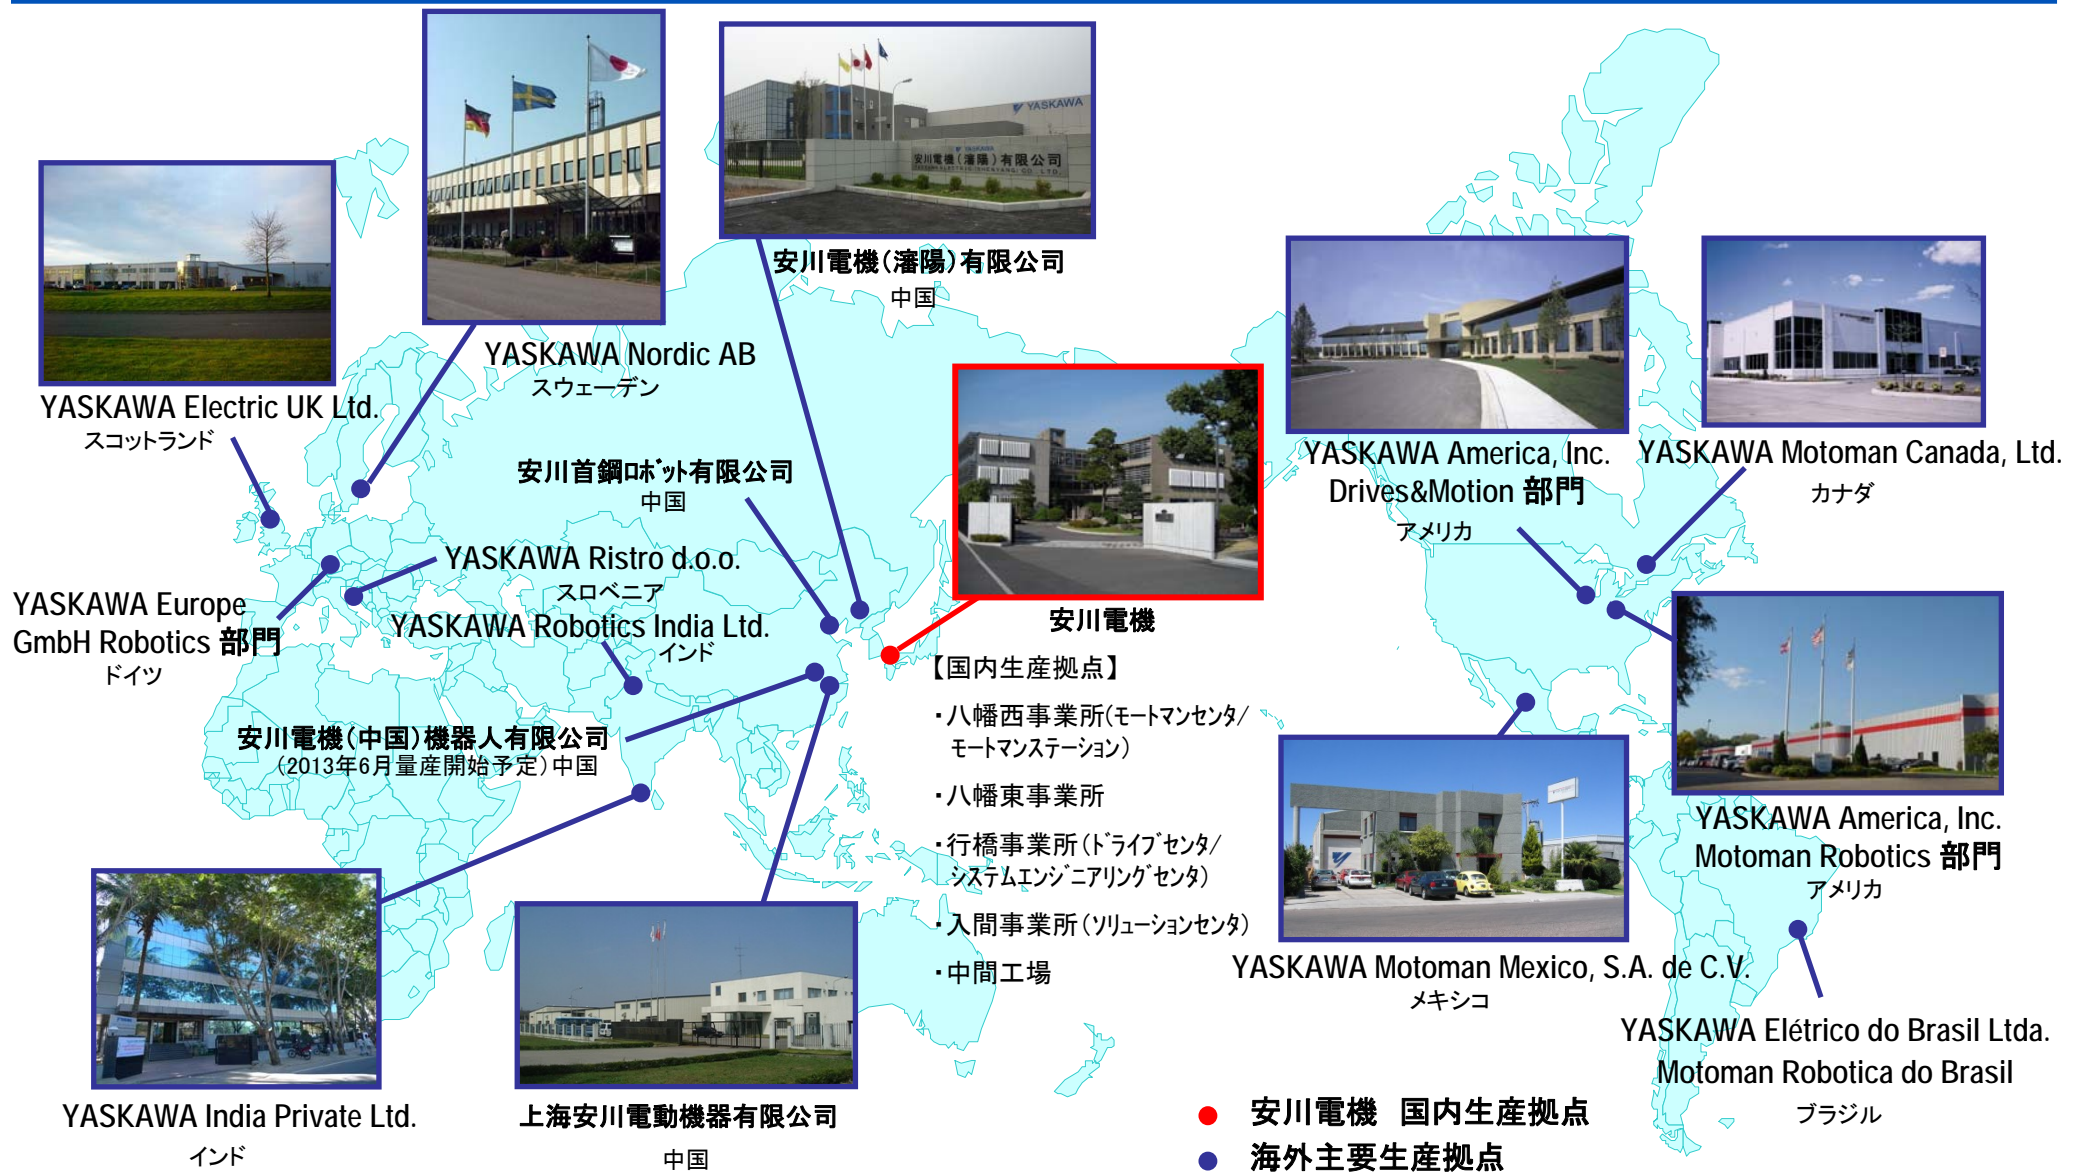 YASKAWA
安川電機(瀋陽)有限公司
安川電機(瀋陽)有限公司
中国
YASKAWA Nordic AB
スウェーデン
YASKAWA Electric UK Ltd.
スコットランド
安川首鋼ロボット有限公司
中国
YASKAWA America, Inc.
Drives&Motion 部門
アメリカ
YASKAWA Motoman Canada, Ltd.
カナダ
YASKAWA Ristro d.o.o.
スロベニア
YASKAWA Europe
GmbH Robotics 部門
ドイツ
YASKAWA Robotics India Ltd.
インド
安川電機
【国内生産拠点】
・八幡西事業所(モートマンセンタ/
モートマンステーション)
・八幡東事業所
・行橋事業所(ドライブセンタ/
システムエンジニアリングセンタ)
・入間事業所(ソリューションセンタ)
・中間工場
安川電機(中国)機器人有限公司
(2013年6月量産開始予定)中国
YASKAWA America, Inc.
Motoman Robotics 部門
アメリカ
YASKAWA Motoman Mexico, S.A. de C.V.
メキシコ
YASKAWA Elétrico do Brasil Ltda.
Motoman Robotica do Brasil
ブラジル
YASKAWA India Private Ltd.
インド
上海安川電動機器有限公司
中国
● 安川電機 国内生産拠点
● 海外主要生産拠点